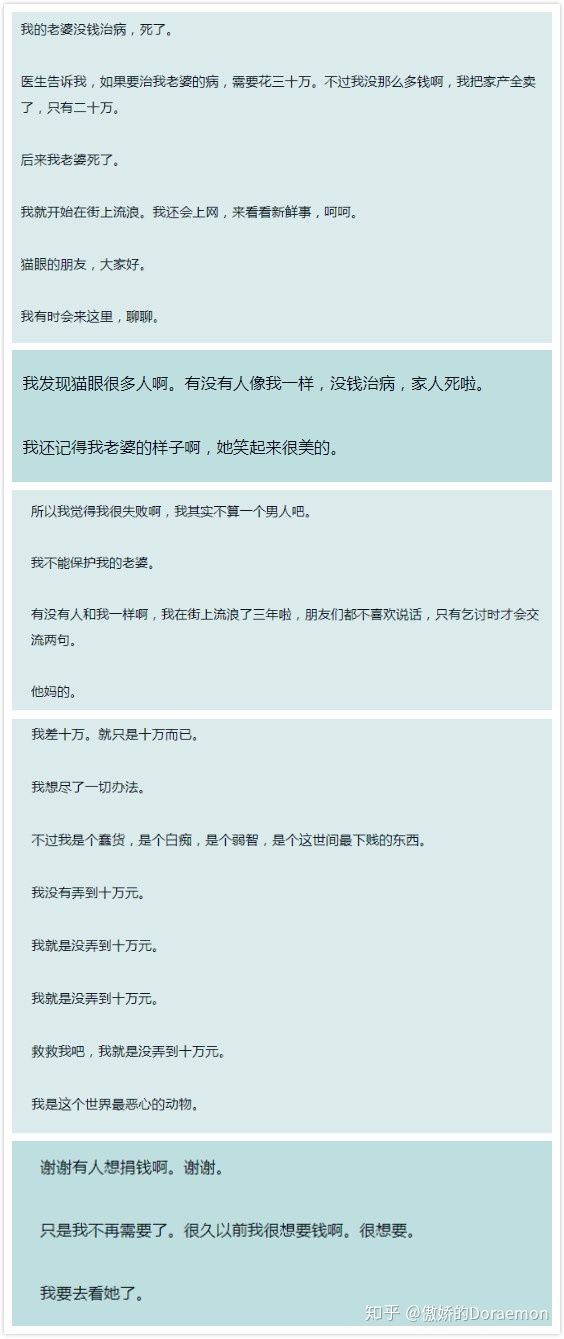 我的老婆没钱治病，死了。
医生告诉我，如果要治我老婆的病，需要花三十万。不过我没那么多钱啊，我把家产全卖
了，只有二十万。
后来我老婆死了。
我就开始在街上流浪。我还会上网，来看看新鲜事，呵呵。
猫眼的朋友，大家好。
我有时会来这里，聊聊。
我发现猫眼很多人啊。有没有人像我一样，没钱治病，家人死啦。
我还记得我老婆的样子啊，她笑起来很美的。
所以我觉得我很失败啊，我其实不算一个男人吧。
我不能保护我的老婆。
有没有人和我一样啊，我在街上流浪了三年啦，朋友们都不喜欢说话，只有乞讨时才会交
流两句。
他妈的。
我差十万。就只是十万而已。
我想尽了一切办法。
不过我是个蠢货，是个白痴，是个弱智，是个这世间最下贱的东西。
我没有弄到十万元。
我就是没弄到十万元。
我就是没弄到十万元。
救救我吧，我就是没弄到十万元。
我是这个世界最恶心的动物。
谢谢有人想捐钱啊。谢谢。
只是我不再需要了。很久以前我很想要钱啊。很想要。
我要去看她了。
知乎 @傲娇的Doraemon